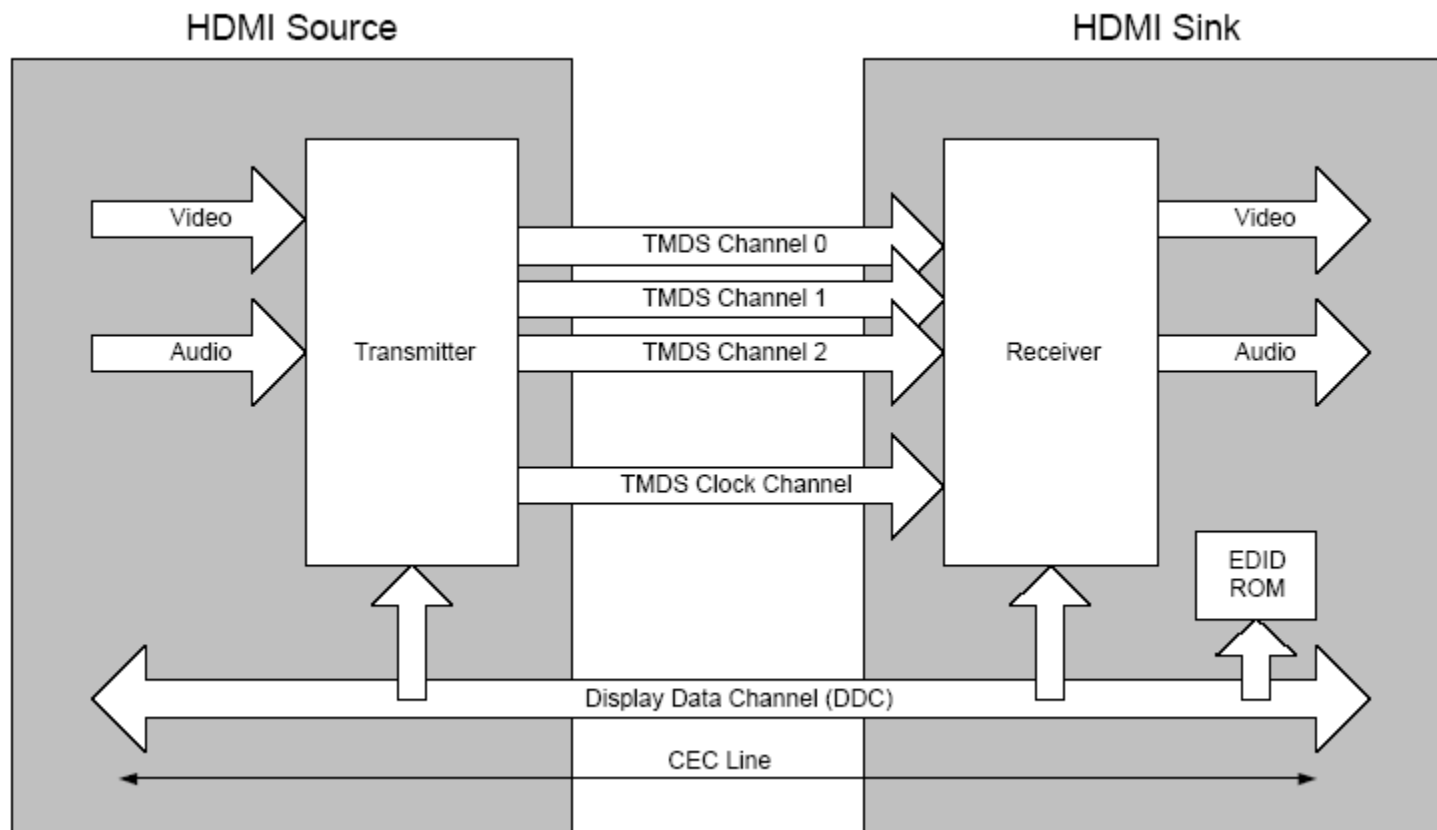 HDMI Source
HDMI Sink
Video
Audio
Transmitter
TMDS Channel 0
TMDS Channel 1
TMDS Channel 2
TMDS Clock Channel
Receiver
Video
Audio
EDID
ROM
Display Data Channel (DDC)
CEC Line